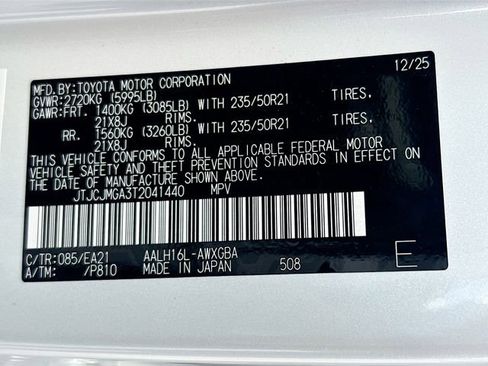 MFD.BY:TOYOTA MOTOR CORPORATION 12/25
GVWR:2720KG (5995LB)
GAWR:FRT. 1400KG (3085LB) WITH 235/50R21 TIRES.
21X8J RIMS.
RR. 1560KG (3260LB) WITH 235/50R21 TIRES.
21X8J RIMS.
THIS VEHICLE CONFORMS TO ALL APPLICABLE FEDERAL MOTOR
VEHICLE SAFETY AND THEFT PREVENTION STANDARDS IN EFFECT
ON THE DATE OF MANUFACTURE SHOWN ABOVE.
JTJCJMGA3T2041440 MPV
C/TR:085/EA21 AALH16L-AWXGBA
A/TM: /P810 MADE IN JAPAN 508 E